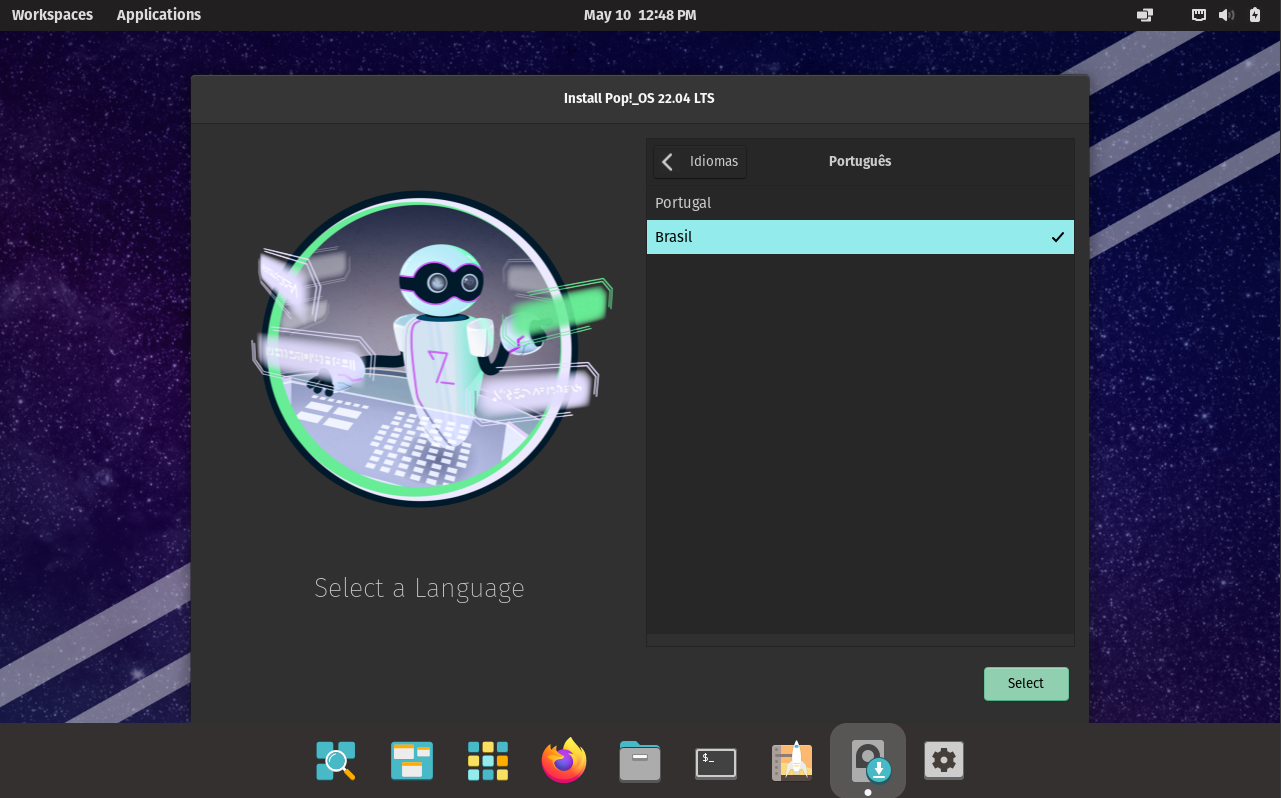 Workspaces Applications May 10 12:48 PM
Install Pop!_OS 22.04 LTS
Idiomas Português
Portugal
Brasil
Select a Language
Select
$_